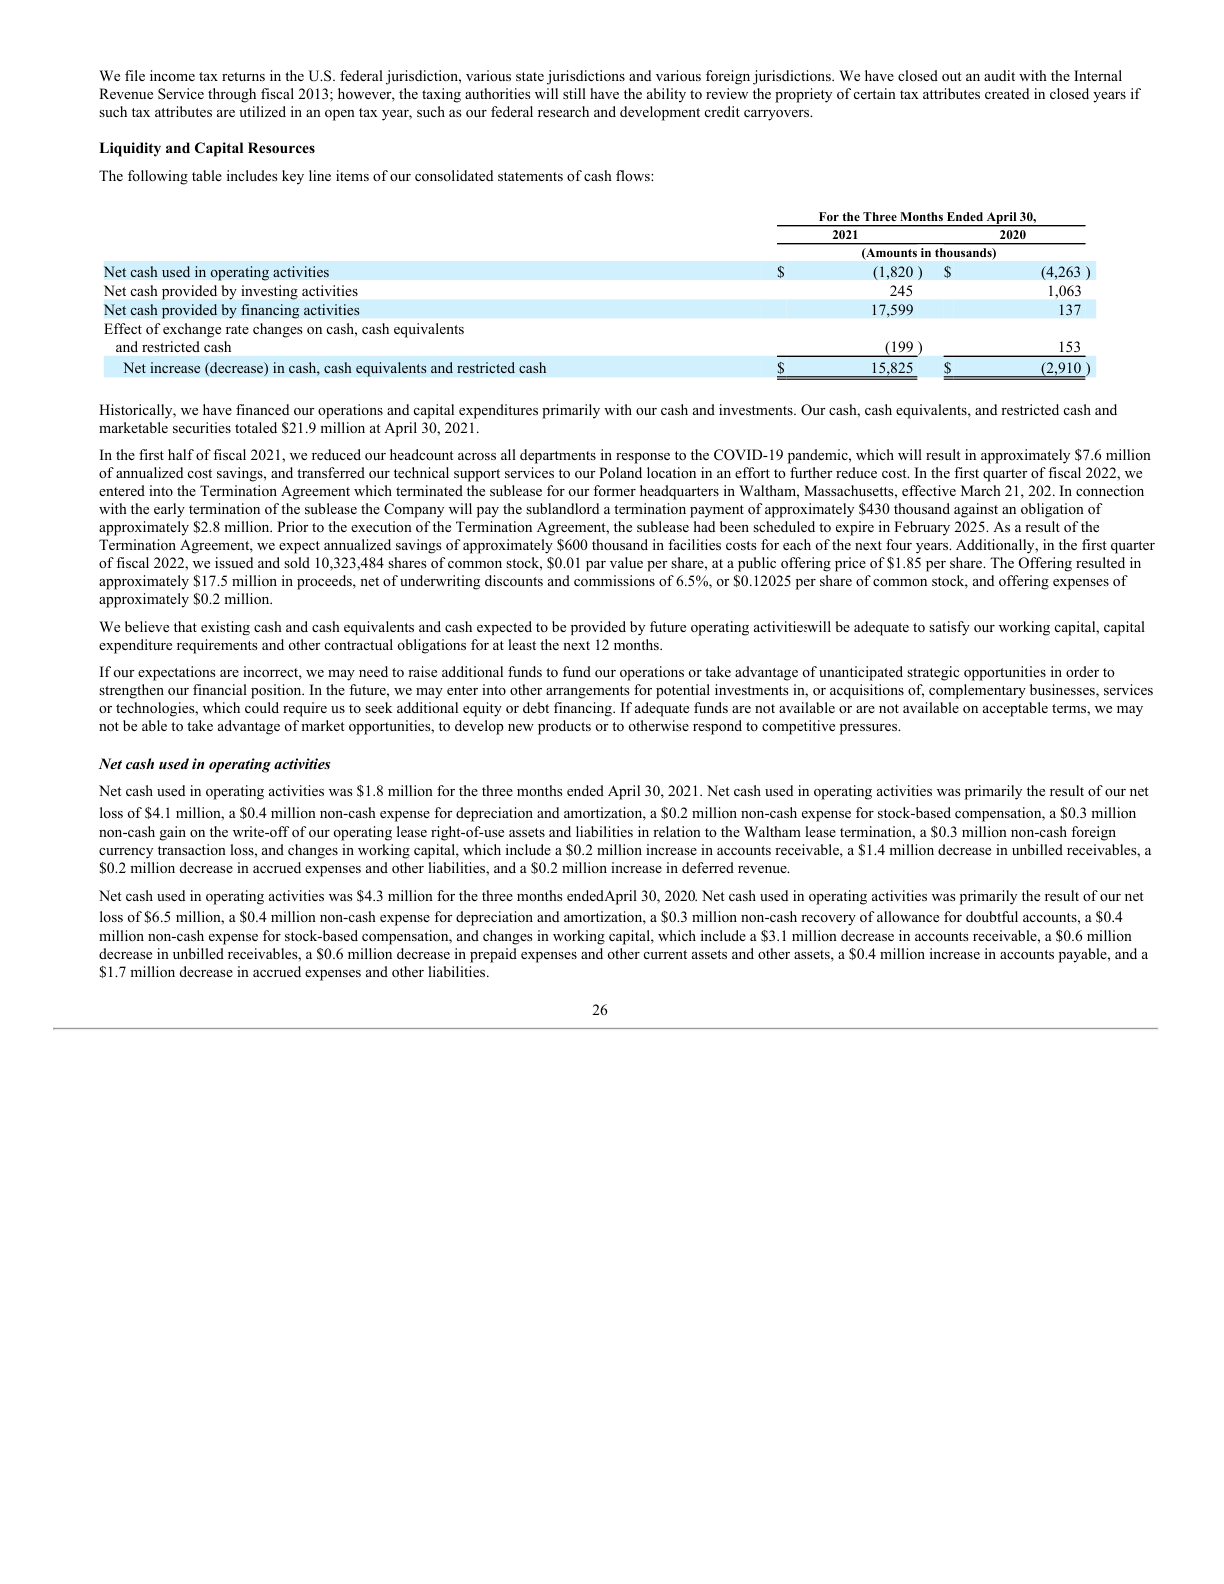 We file income tax returns in the U.S. federal jurisdiction, various state jurisdictions and various foreign jurisdictions. We have closed out an audit with the Internal
Revenue Service through fiscal 2013; however, the taxing authorities will still have the ability to review the propriety of certain tax attributes created in closed years if
such tax attributes are utilized in an open tax year, such as our federal research and development credit carryovers.
Liquidity and Capital Resources
The following table includes key line items of our consolidated statements of cash flows:
For the Three Months Ended April 30,
2021 2020
(Amounts in thousands)
Net cash used in operating activities $ (1,820 ) $ (4,263 )
Net cash provided by investing activities 245 1,063
Net cash provided by financing activities 17,599 137
Effect of exchange rate changes on cash, cash equivalents
and restricted cash (199 ) 153
Net increase (decrease) in cash, cash equivalents and restricted cash $ 15,825 $ (2,910 )
Historically, we have financed our operations and capital expenditures primarily with our cash and investments. Our cash, cash equivalents, and restricted cash and
marketable securities totaled $21.9 million at April 30, 2021.
In the first half of fiscal 2021, we reduced our headcount across all departments in response to the COVID-19 pandemic, which will result in approximately $7.6 million
of annualized cost savings, and transferred our technical support services to our Poland location in an effort to further reduce cost. In the first quarter of fiscal 2022, we
entered into the Termination Agreement which terminated the sublease for our former headquarters in Waltham, Massachusetts, effective March 21, 202. In connection
with the early termination of the sublease the Company will pay the sublandlord a termination payment of approximately $430 thousand against an obligation of
approximately $2.8 million. Prior to the execution of the Termination Agreement, the sublease had been scheduled to expire in February 2025. As a result of the
Termination Agreement, we expect annualized savings of approximately $600 thousand in facilities costs for each of the next four years. Additionally, in the first quarter
of fiscal 2022, we issued and sold 10,323,484 shares of common stock, $0.01 par value per share, at a public offering price of $1.85 per share. The Offering resulted in
approximately $17.5 million in proceeds, net of underwriting discounts and commissions of 6.5%, or $0.12025 per share of common stock, and offering expenses of
approximately $0.2 million.
We believe that existing cash and cash equivalents and cash expected to be provided by future operating activitieswill be adequate to satisfy our working capital, capital
expenditure requirements and other contractual obligations for at least the next 12 months.
If our expectations are incorrect, we may need to raise additional funds to fund our operations or take advantage of unanticipated strategic opportunities in order to
strengthen our financial position. In the future, we may enter into other arrangements for potential investments in, or acquisitions of, complementary businesses, services
or technologies, which could require us to seek additional equity or debt financing. If adequate funds are not available or are not available on acceptable terms, we may
not be able to take advantage of market opportunities, to develop new products or to otherwise respond to competitive pressures.
Net cash used in operating activities
Net cash used in operating activities was $1.8 million for the three months ended April 30, 2021. Net cash used in operating activities was primarily the result of our net
loss of $4.1 million, a $0.4 million non-cash expense for depreciation and amortization, a $0.2 million non-cash expense for stock-based compensation, a $0.3 million
non-cash gain on the write-off of our operating lease right-of-use assets and liabilities in relation to the Waltham lease termination, a $0.3 million non-cash foreign
currency transaction loss, and changes in working capital, which include a $0.2 million increase in accounts receivable, a $1.4 million decrease in unbilled receivables, a
$0.2 million decrease in accrued expenses and other liabilities, and a $0.2 million increase in deferred revenue.
Net cash used in operating activities was $4.3 million for the three months endedApril 30, 2020. Net cash used in operating activities was primarily the result of our net
loss of $6.5 million, a $0.4 million non-cash expense for depreciation and amortization, a $0.3 million non-cash recovery of allowance for doubtful accounts, a $0.4
million non-cash expense for stock-based compensation, and changes in working capital, which include a $3.1 million decrease in accounts receivable, a $0.6 million
decrease in unbilled receivables, a $0.6 million decrease in prepaid expenses and other current assets and other assets, a $0.4 million increase in accounts payable, and a
$1.7 million decrease in accrued expenses and other liabilities.
26